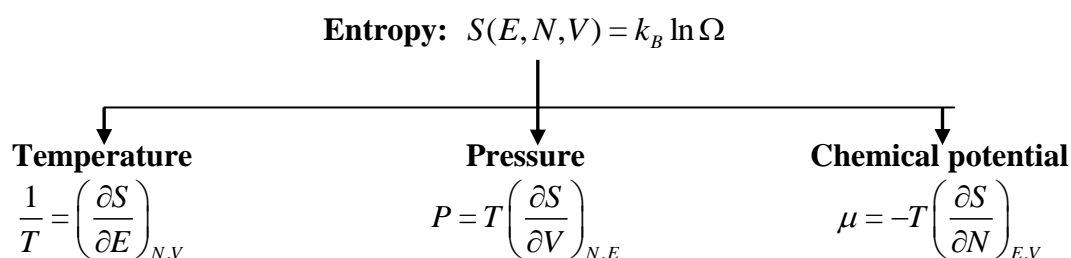 Entropy: S(E,N,V) = k_B ln Ω
Temperature Pressure Chemical potential
1/T = (∂S/∂E)_{N,V} P = T(∂S/∂V)_{N,E} μ = −T(∂S/∂N)_{E,V}